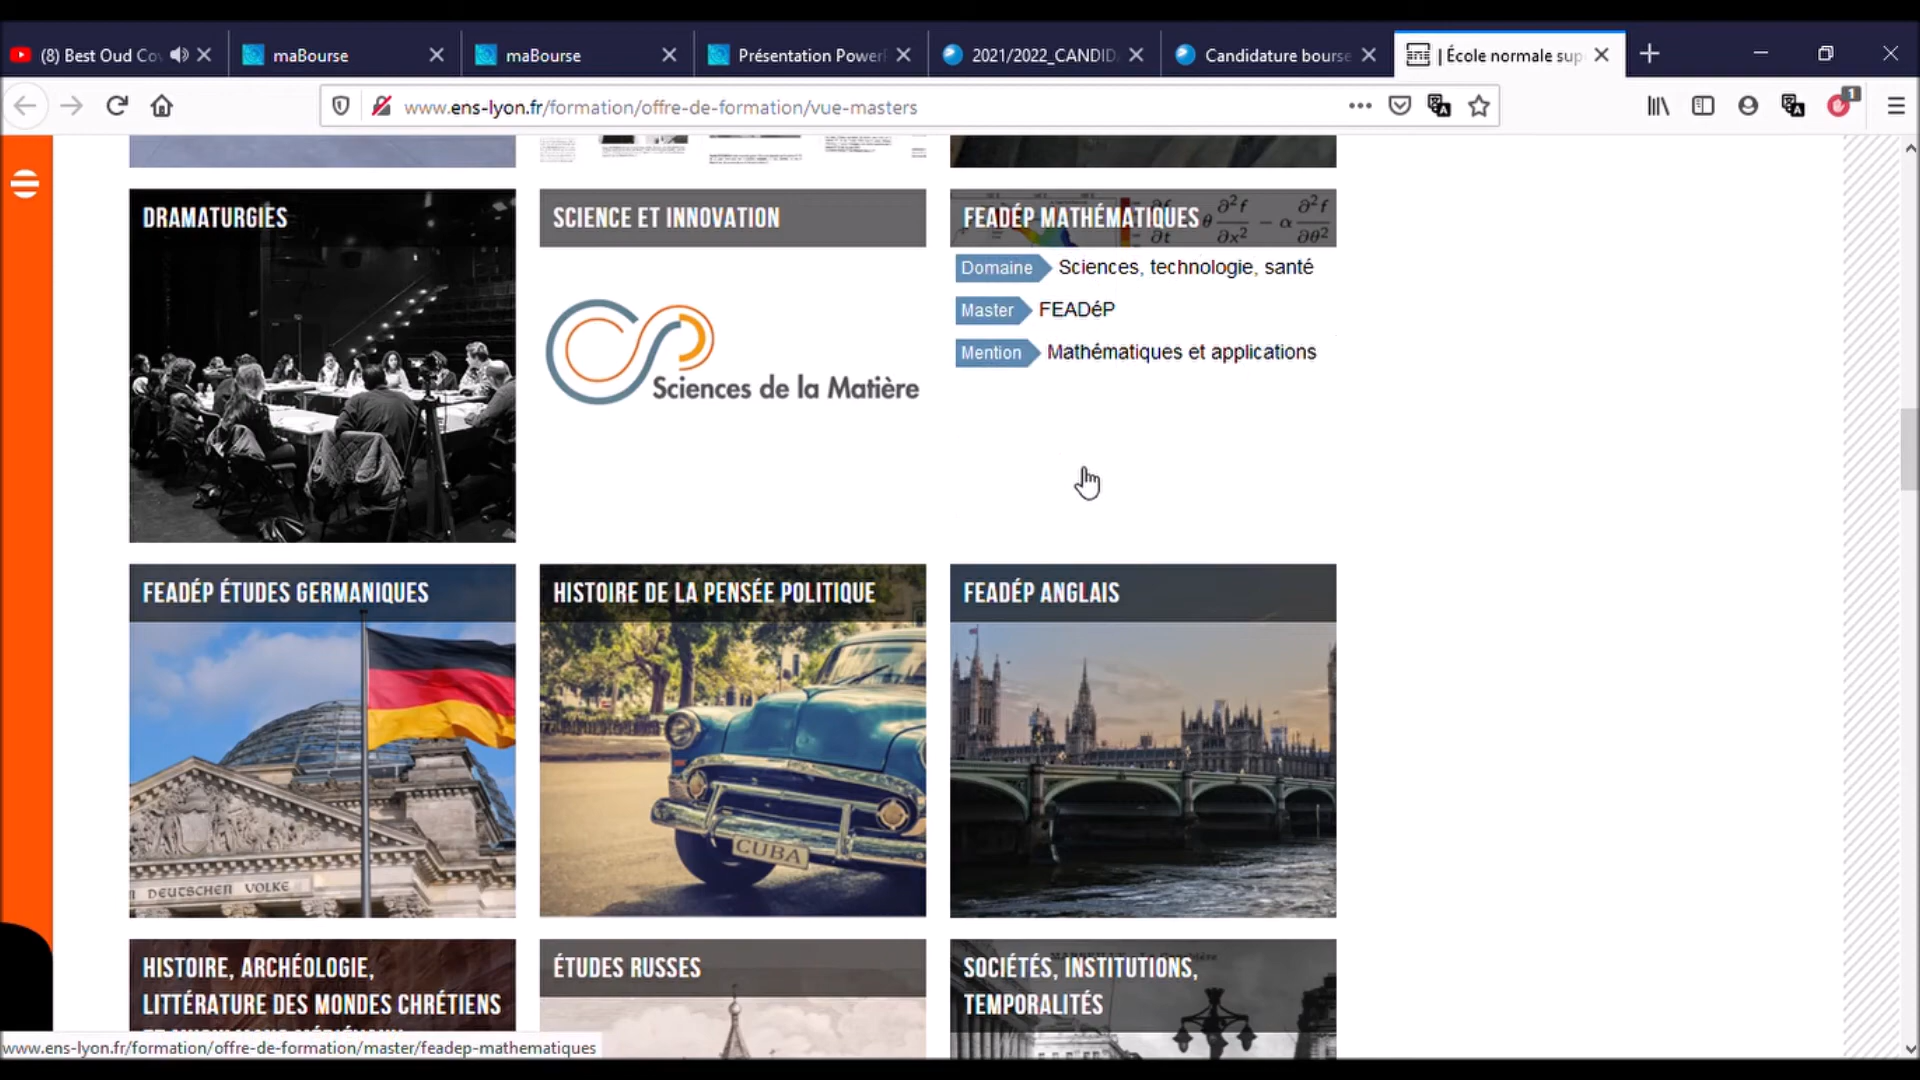 (8) Best Oud Co
maBourse
maBourse
Présentation Power
2021/2022_CANDID
Candidature bourse
| École normale sup
www.ens-lyon.fr/formation/offre-de-formation/vue-masters
1
DRAMATURGIES
SCIENCE ET INNOVATION
FEADÉP MATHÉMATIQUES
Domaine Sciences, technologie, santé
Master FEADéP
Mention Mathématiques et applications
Sciences de la Matière
FEADÉP ÉTUDES GERMANIQUES
HISTOIRE DE LA PENSÉE POLITIQUE
FEADÉP ANGLAIS
DEUTSCHEN VOLKE
CUBA
HISTOIRE, ARCHÉOLOGIE,
LITTÉRATURE DES MONDES CHRÉTIENS
ÉTUDES RUSSES
SOCIÉTÉS, INSTITUTIONS,
TEMPORALITÉS
www.ens-lyon.fr/formation/offre-de-formation/master/feadep-mathematiques